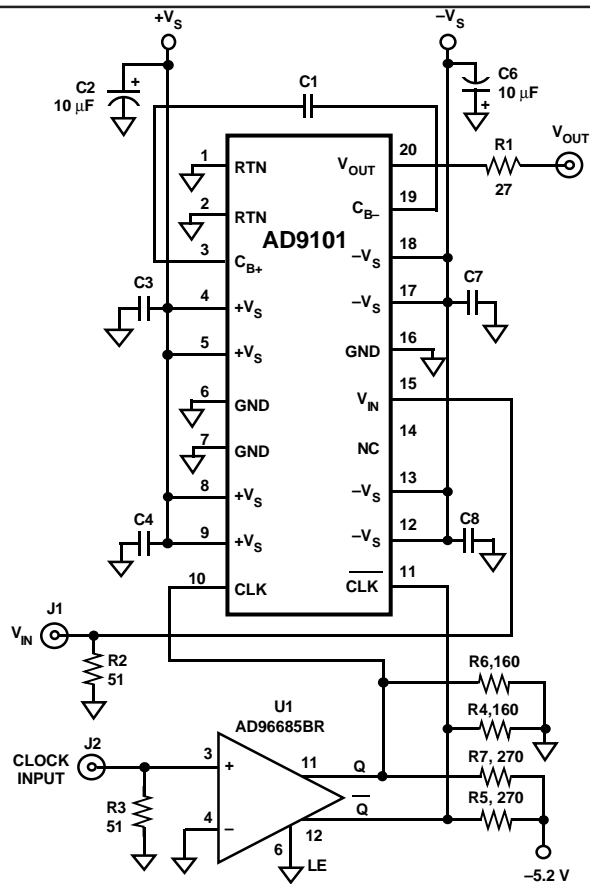 +VS
−VS
C2
10 μF
+
C1
C6
10 μF
+
VOUT
1
RTN
2
RTN
3
CB+
4
+VS
5
+VS
6
GND
7
GND
8
+VS
9
+VS
10
CLK
AD9101
VOUT
20
CB−
19
−VS
18
−VS
17
GND
16
VIN
15
NC
14
−VS
13
−VS
12
CLK
11
R1
27
C3
C7
C4
C8
J1
VIN
R2
51
U1
AD96685BR
J2
CLOCK
INPUT
R3
51
3
+
4
−
11
Q
Q
12
6
LE
R6,160
R4,160
R7, 270
R5, 270
−5.2 V